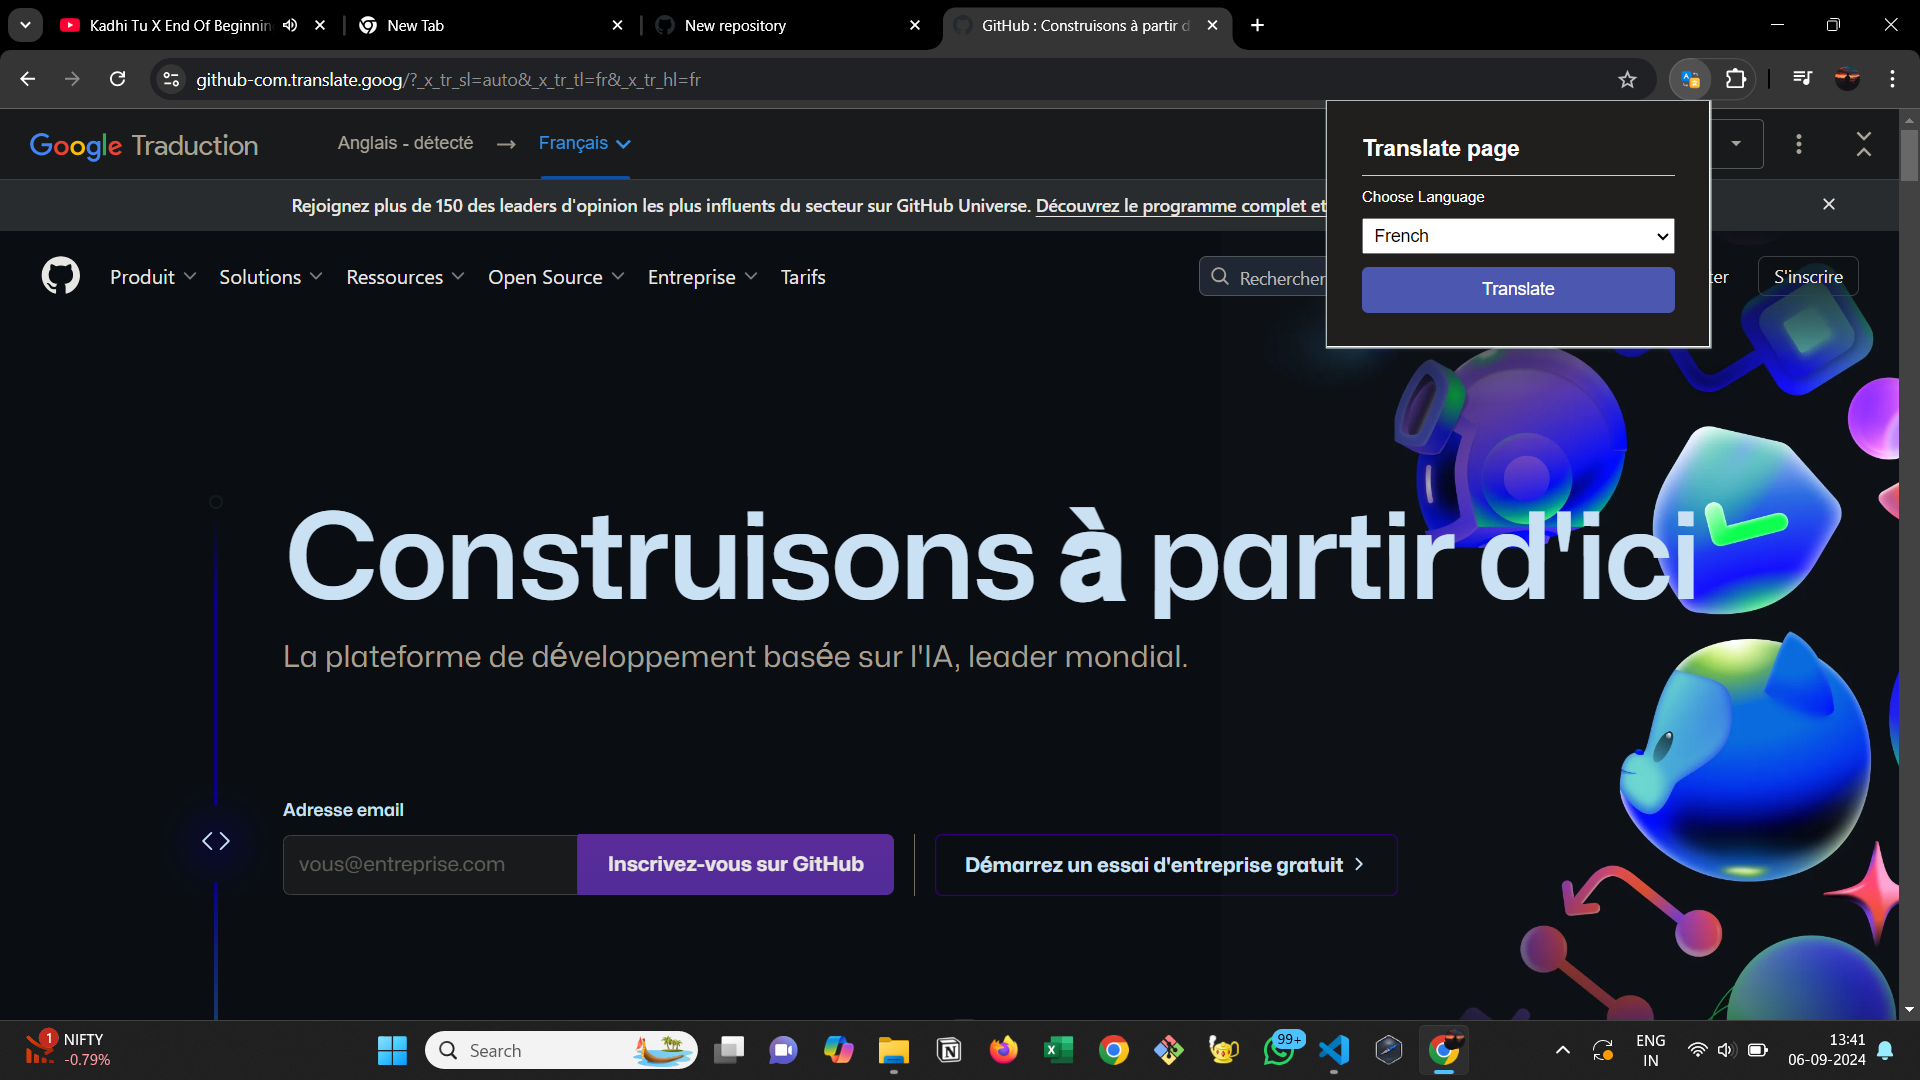 Kadhi Tu X End Of Beginnin
New Tab
New repository
GitHub : Construisons à partir d
github-com.translate.goog/?_x_tr_sl=auto&_x_tr_tl=fr&_x_tr_hl=fr
Google Traduction
Anglais - détecté
Français
Translate page
Choose Language
French
Translate
Rejoignez plus de 150 des leaders d'opinion les plus influents du secteur sur GitHub Universe. Découvrez le programme complet et
Produit
Solutions
Ressources
Open Source
Entreprise
Tarifs
Rechercher
ter
S'inscrire
Construisons à partir d'ici
La plateforme de développement basée sur l'IA, leader mondial.
Adresse email
vous@entreprise.com
Inscrivez-vous sur GitHub
Démarrez un essai d'entreprise gratuit
1
NIFTY
-0.79%
Search
99+
ENG
IN
13:41
06-09-2024